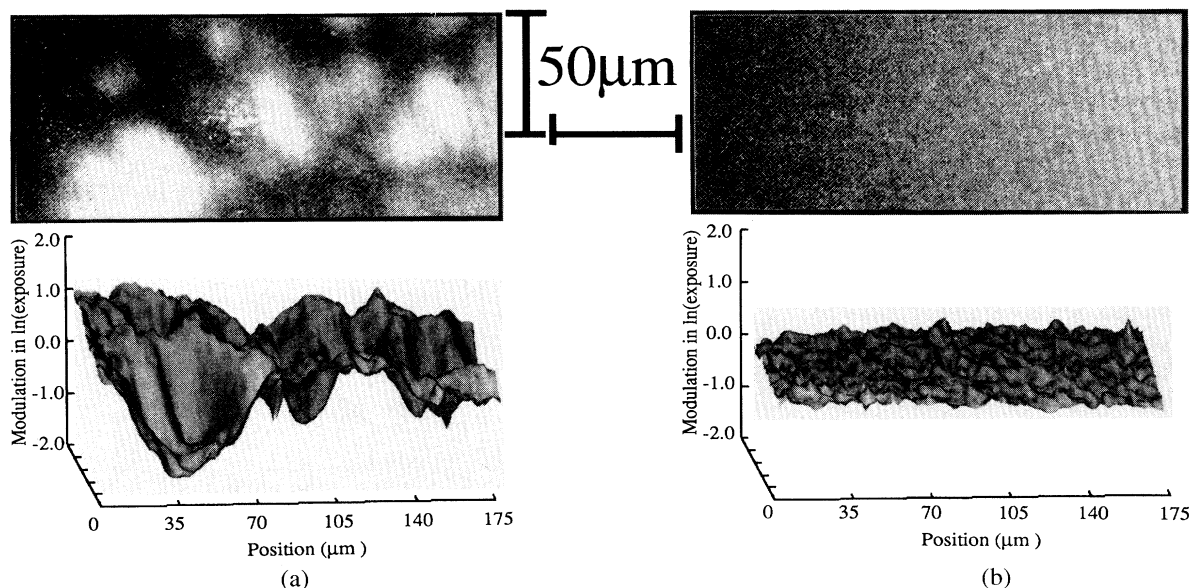 50μm
Modulation in ln(exposure)
2.0
1.0
0.0
-1.0
-2.0
0 35 70 105 140 175
Position (μm )
(a)
Modulation in ln(exposure)
2.0
1.0
0.0
-1.0
-2.0
0 35 70 105 140 175
Position (μm )
(b)